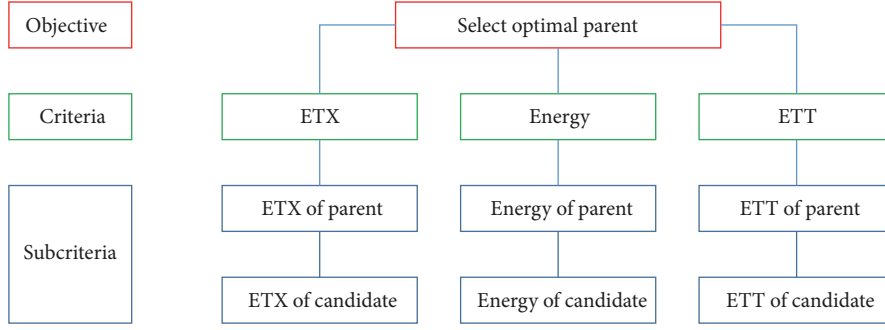 Objective
Select optimal parent
Criteria
ETX
Energy
ETT
Subcriteria
ETX of parent
Energy of parent
ETT of parent
ETX of candidate
Energy of candidate
ETT of candidate